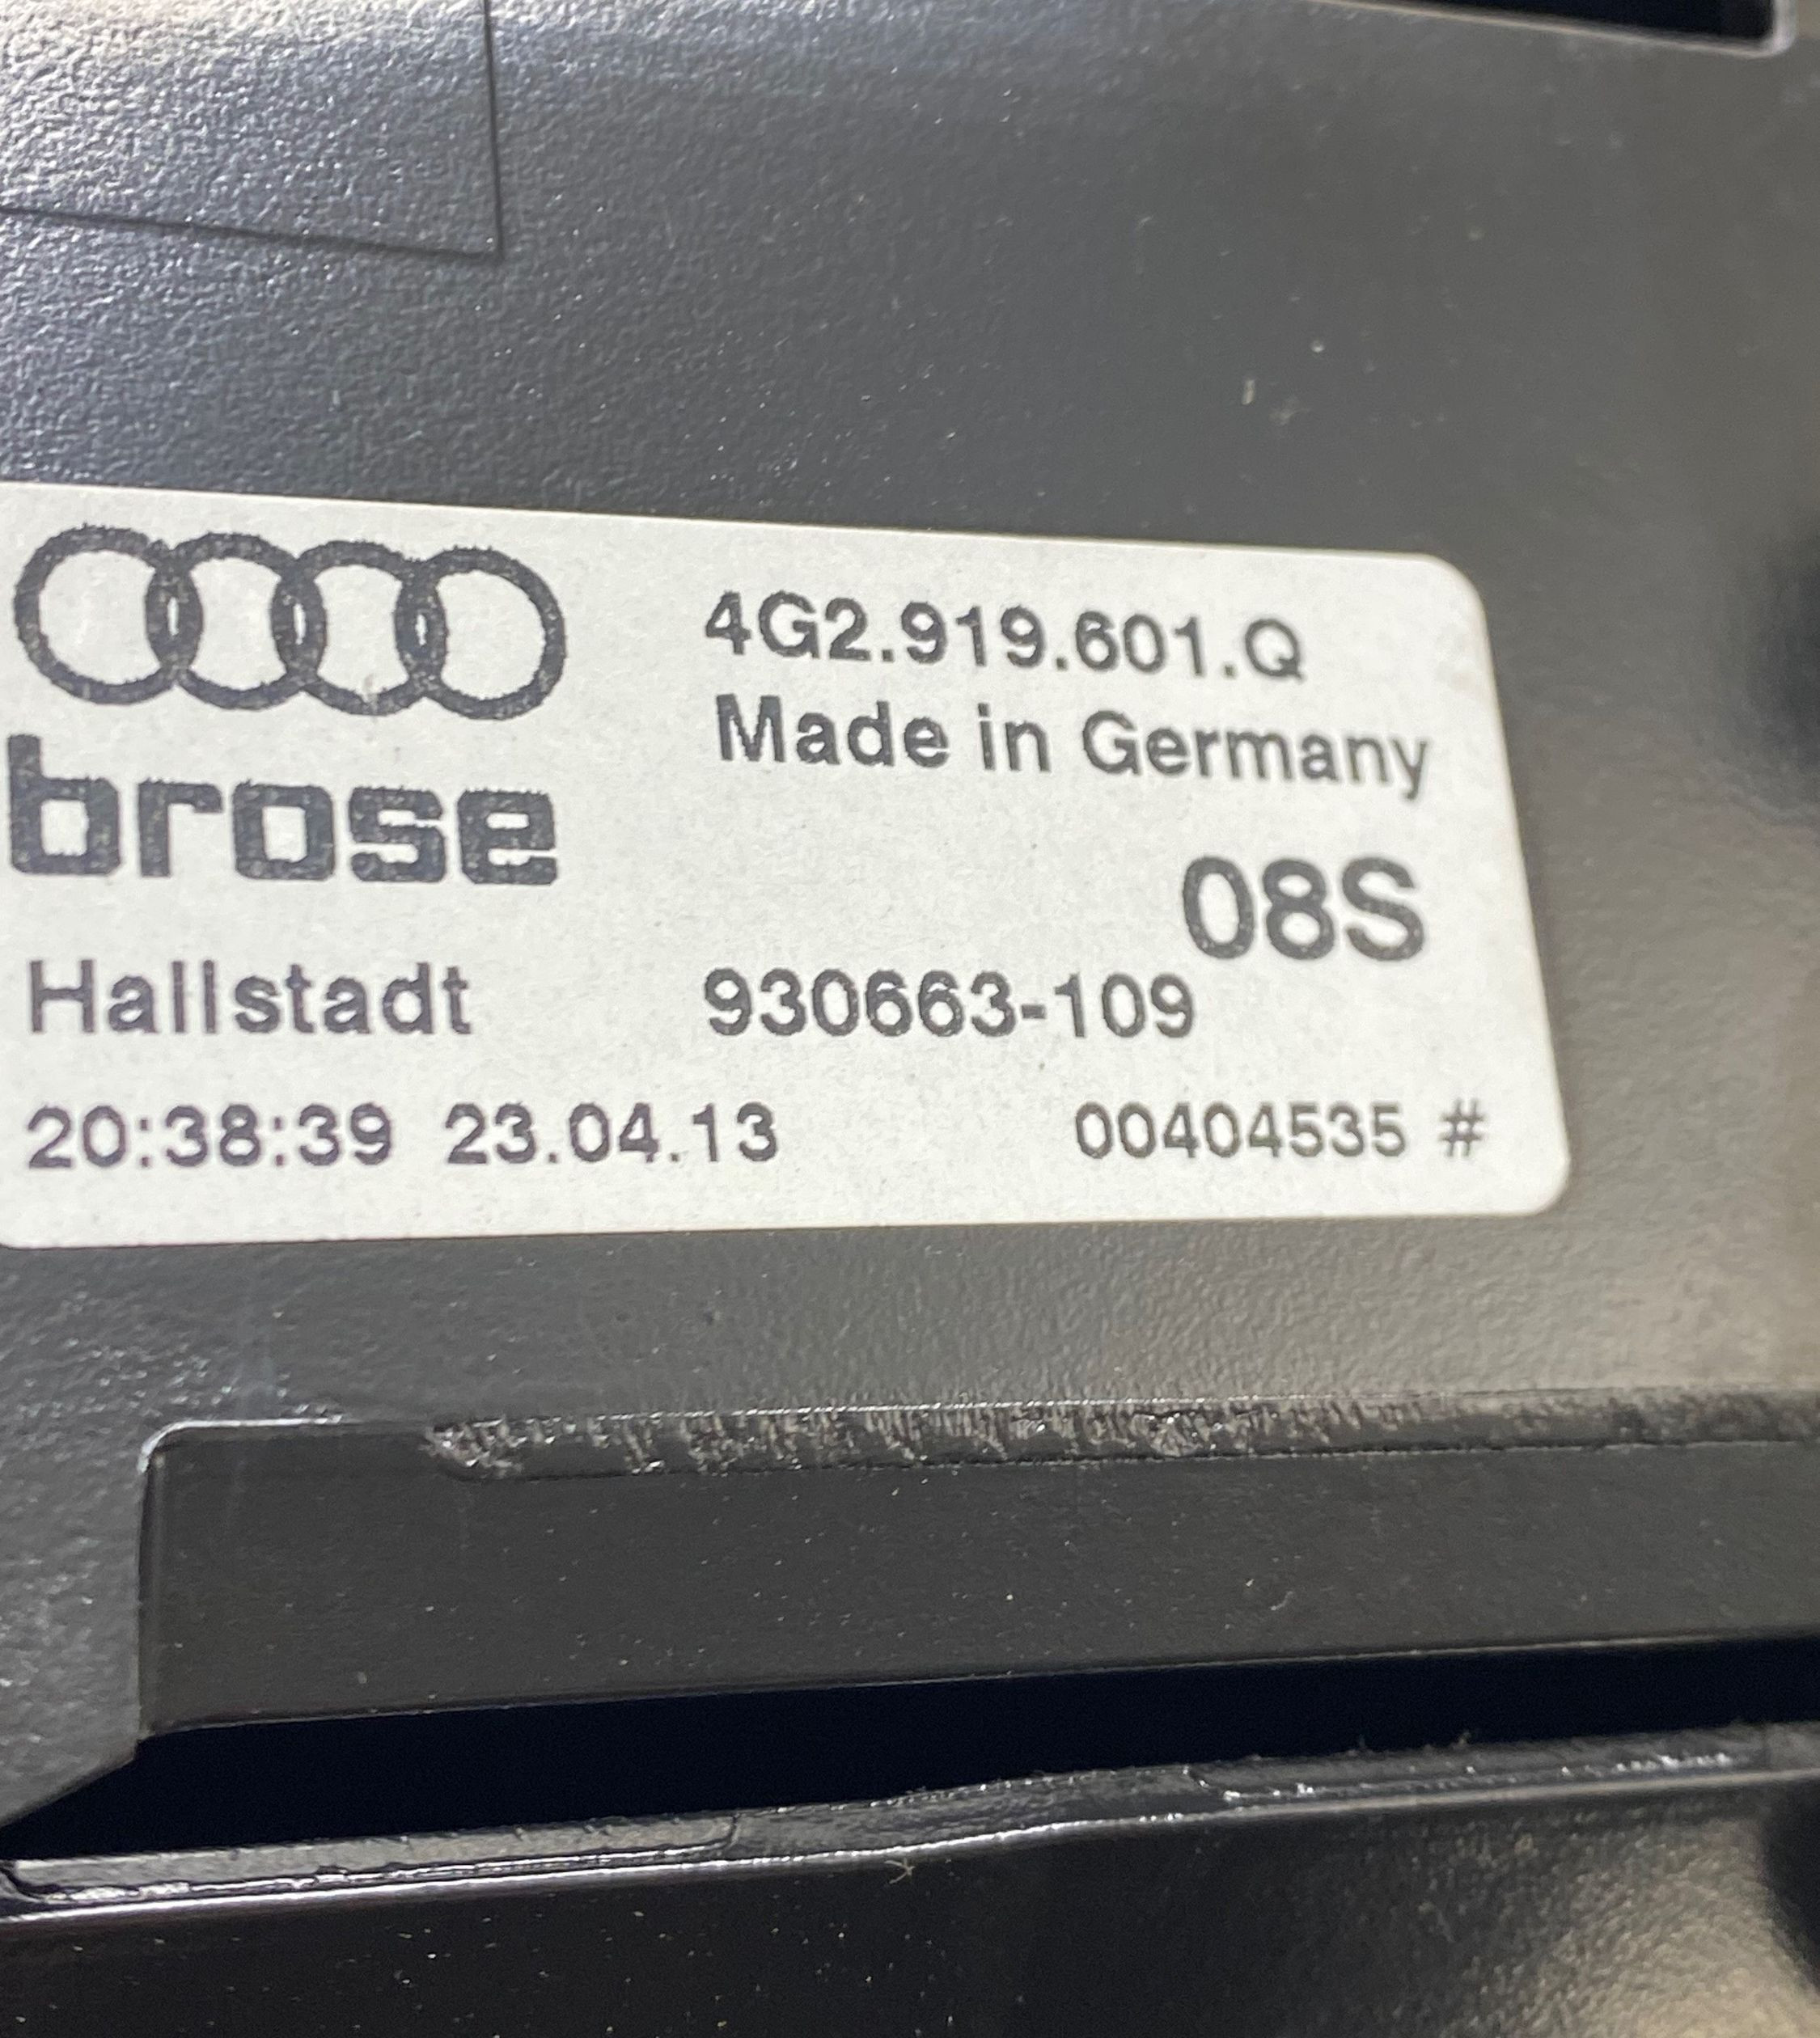 4G2.919.601.Q
Made in Germany
brose
08S
Hallstadt 930663-109
20:38:39 23.04.13 00404535 #